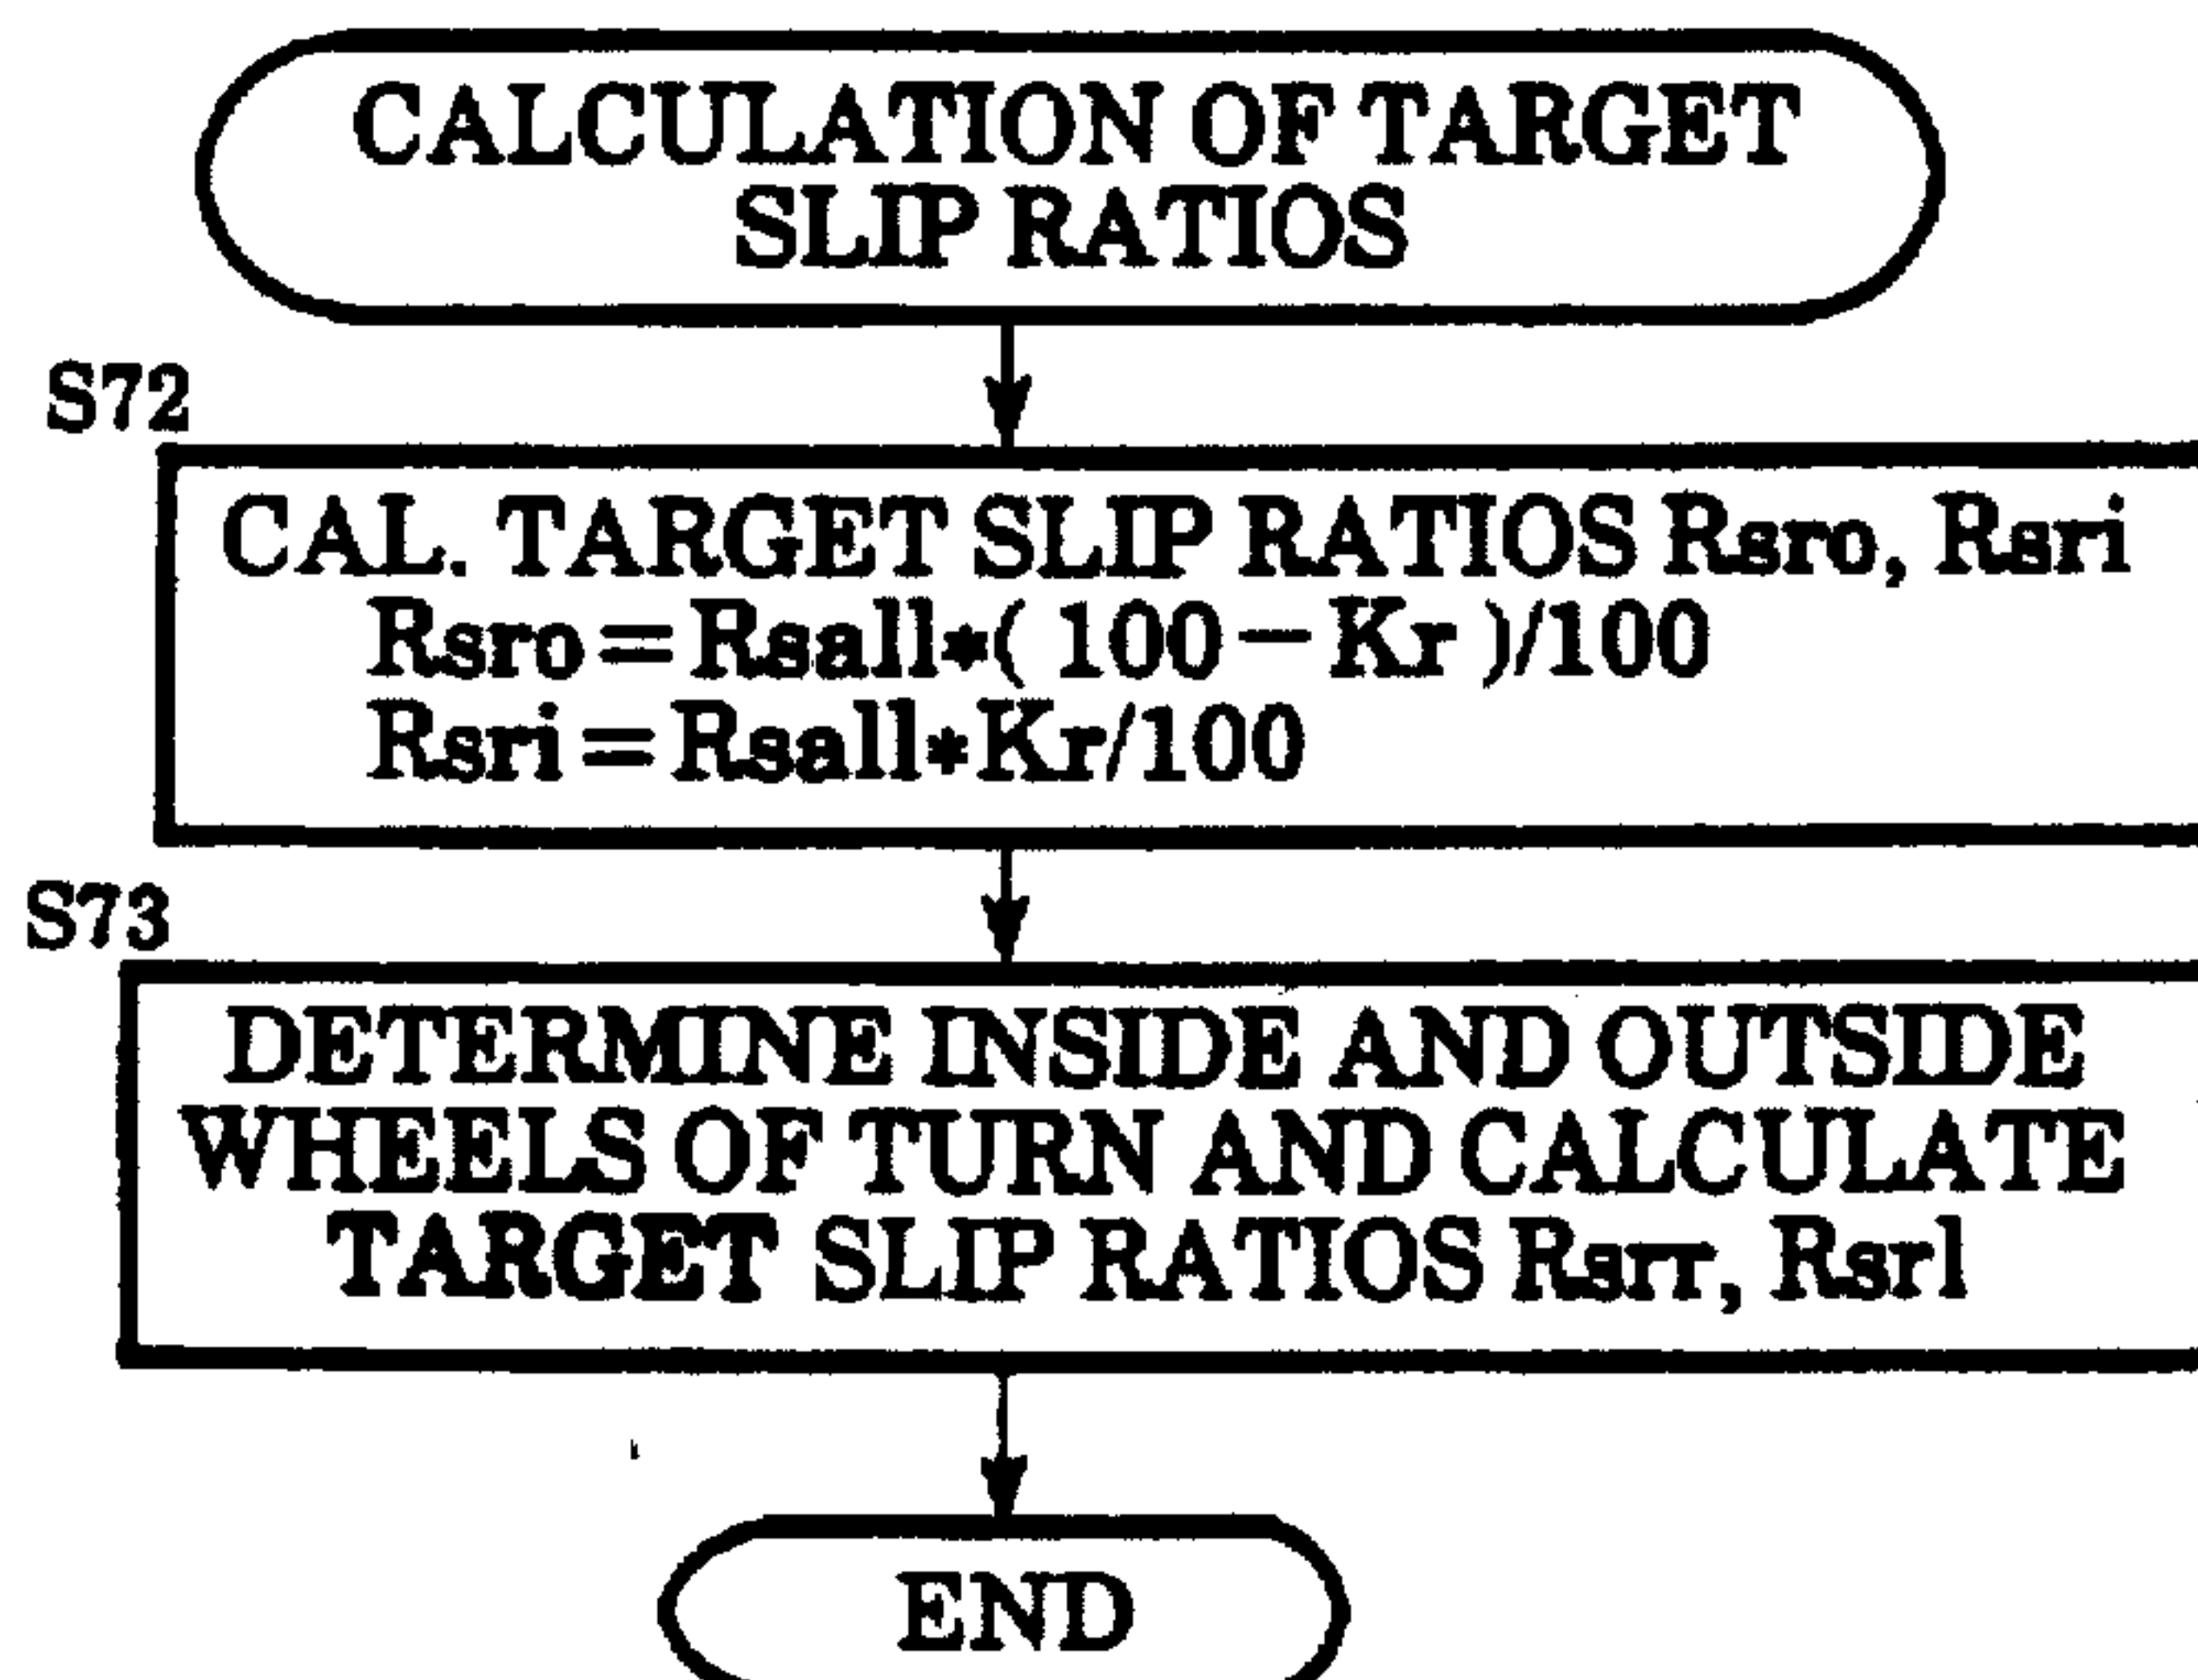 CALCULATION OF TARGET
SLIP RATIOS
S72
CAL. TARGET SLIP RATIOS Rsro, Rsri
Rsro=Rsall*( 100-Kr )/100
Rsri=Rsall*Kr/100
S73
DETERMINE INSIDE AND OUTSIDE
WHEELS OF TURN AND CALCULATE
TARGET SLIP RATIOS Rsrr, Rsrl
END